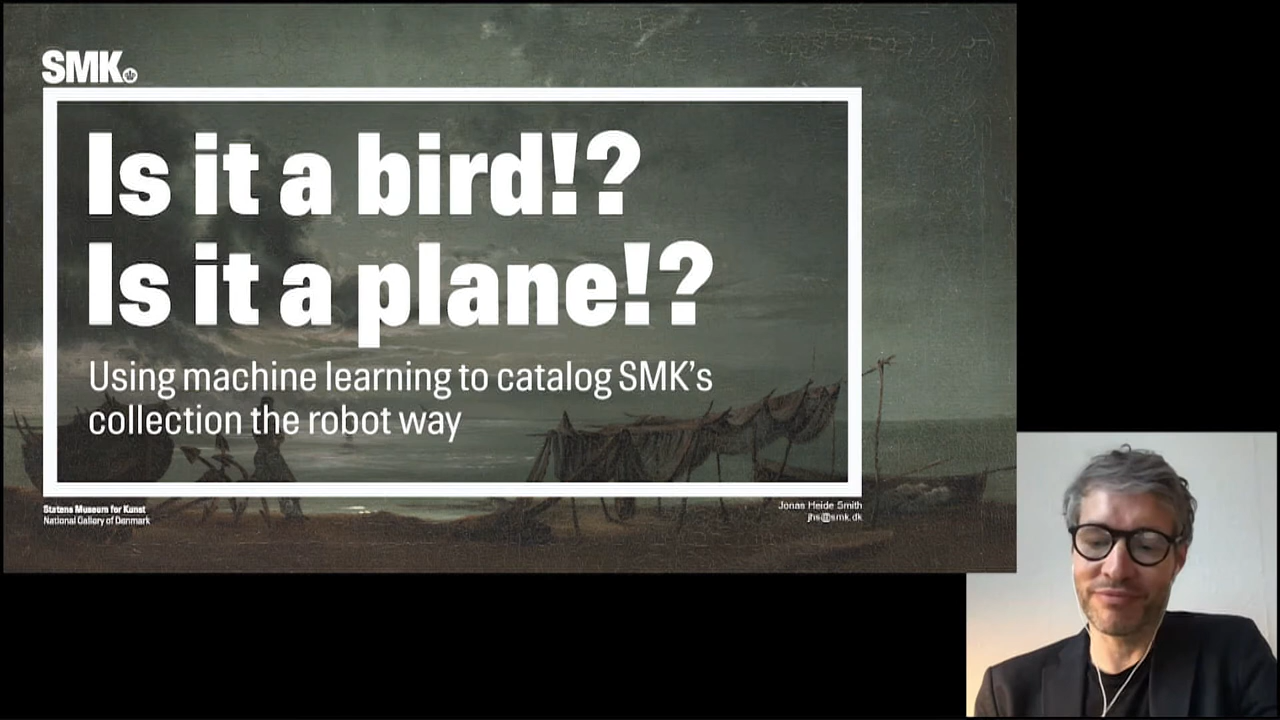 SMK.
Is it a bird!?
Is it a plane!?
Using machine learning to catalog SMK's
collection the robot way
Statens Museum for Kunst
National Gallery of Denmark
Jonas Heide Smith
jhs@smk.dk